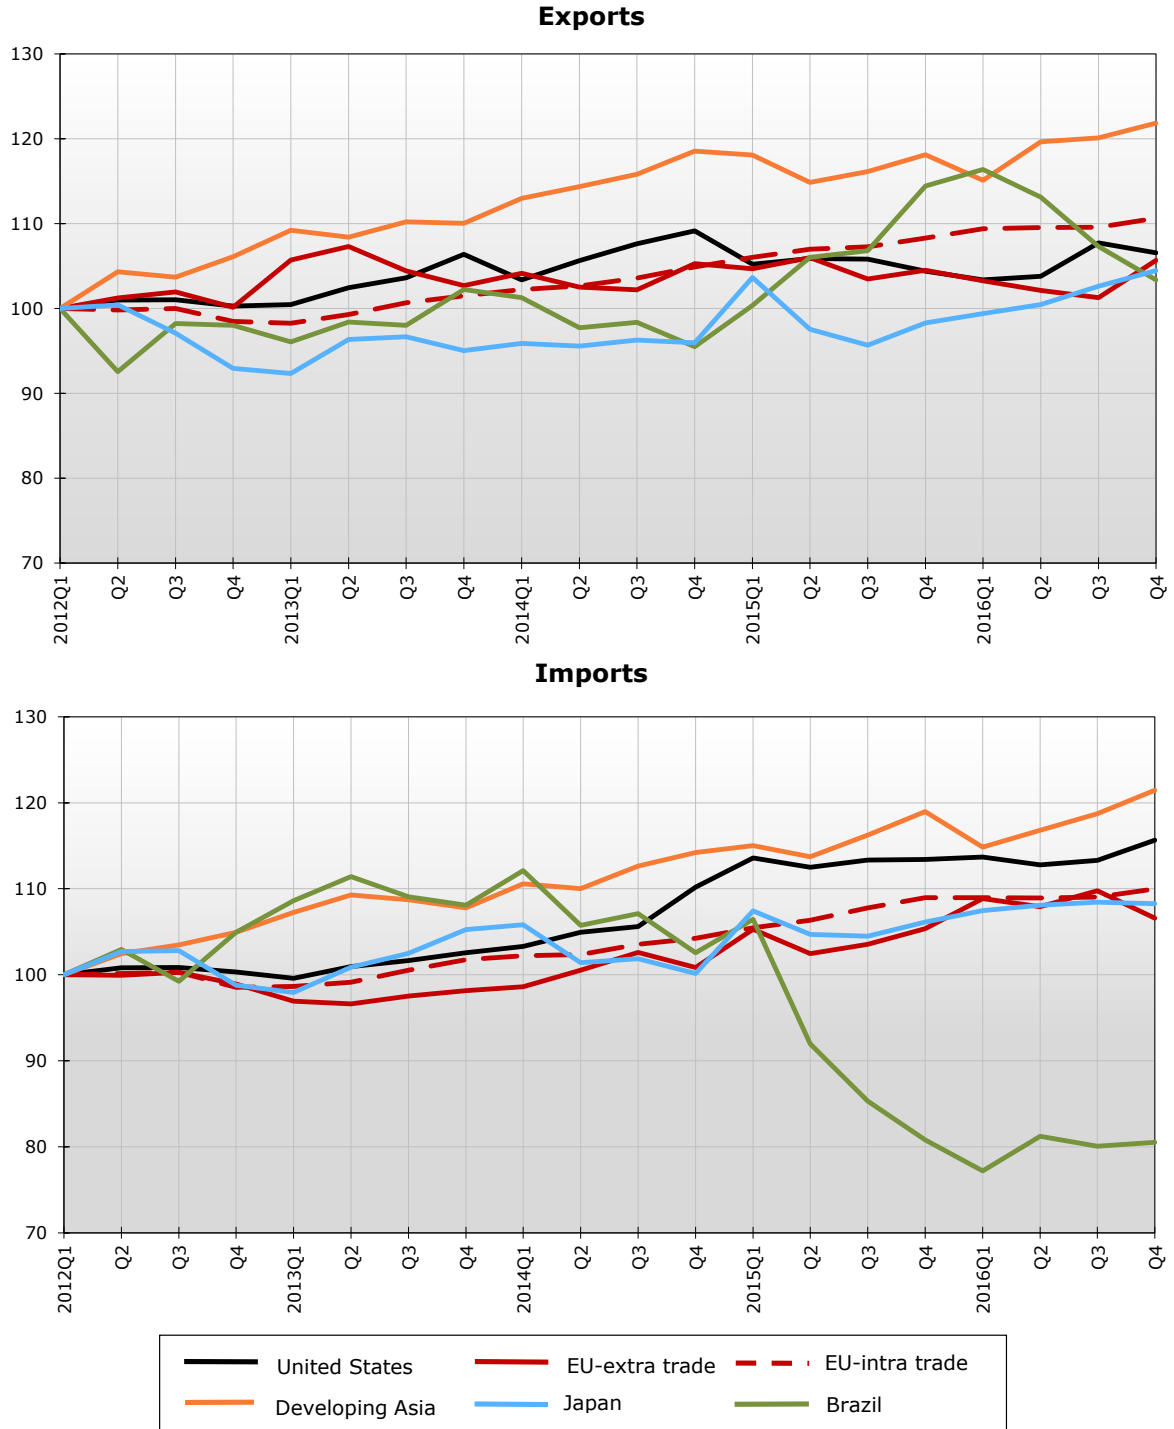 Exports
130
120
110
100
90
80
70
2012Q1
Q2
Q3
Q4
2013Q1
Q2
Q3
Q4
2014Q1
Q2
Q3
Q4
2015Q1
Q2
Q3
Q4
2016Q1
Q2
Q3
Q4
Imports
130
120
110
100
90
80
70
2012Q1
Q2
Q3
Q4
2013Q1
Q2
Q3
Q4
2014Q1
Q2
Q3
Q4
2015Q1
Q2
Q3
Q4
2016Q1
Q2
Q3
Q4
United States EU-extra trade EU-intra trade
Developing Asia Japan Brazil